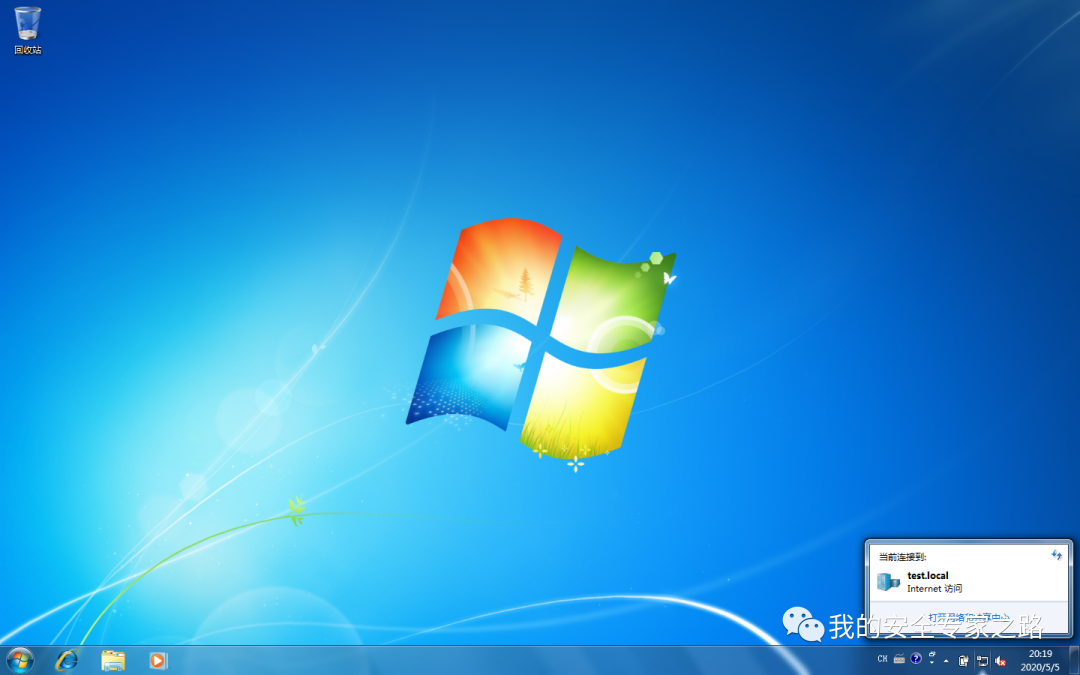 回收站
当前连接到:
test.local
Internet 访问
打开网络和共享中心
我的安全专家之路
CH
20:19
2020/5/5